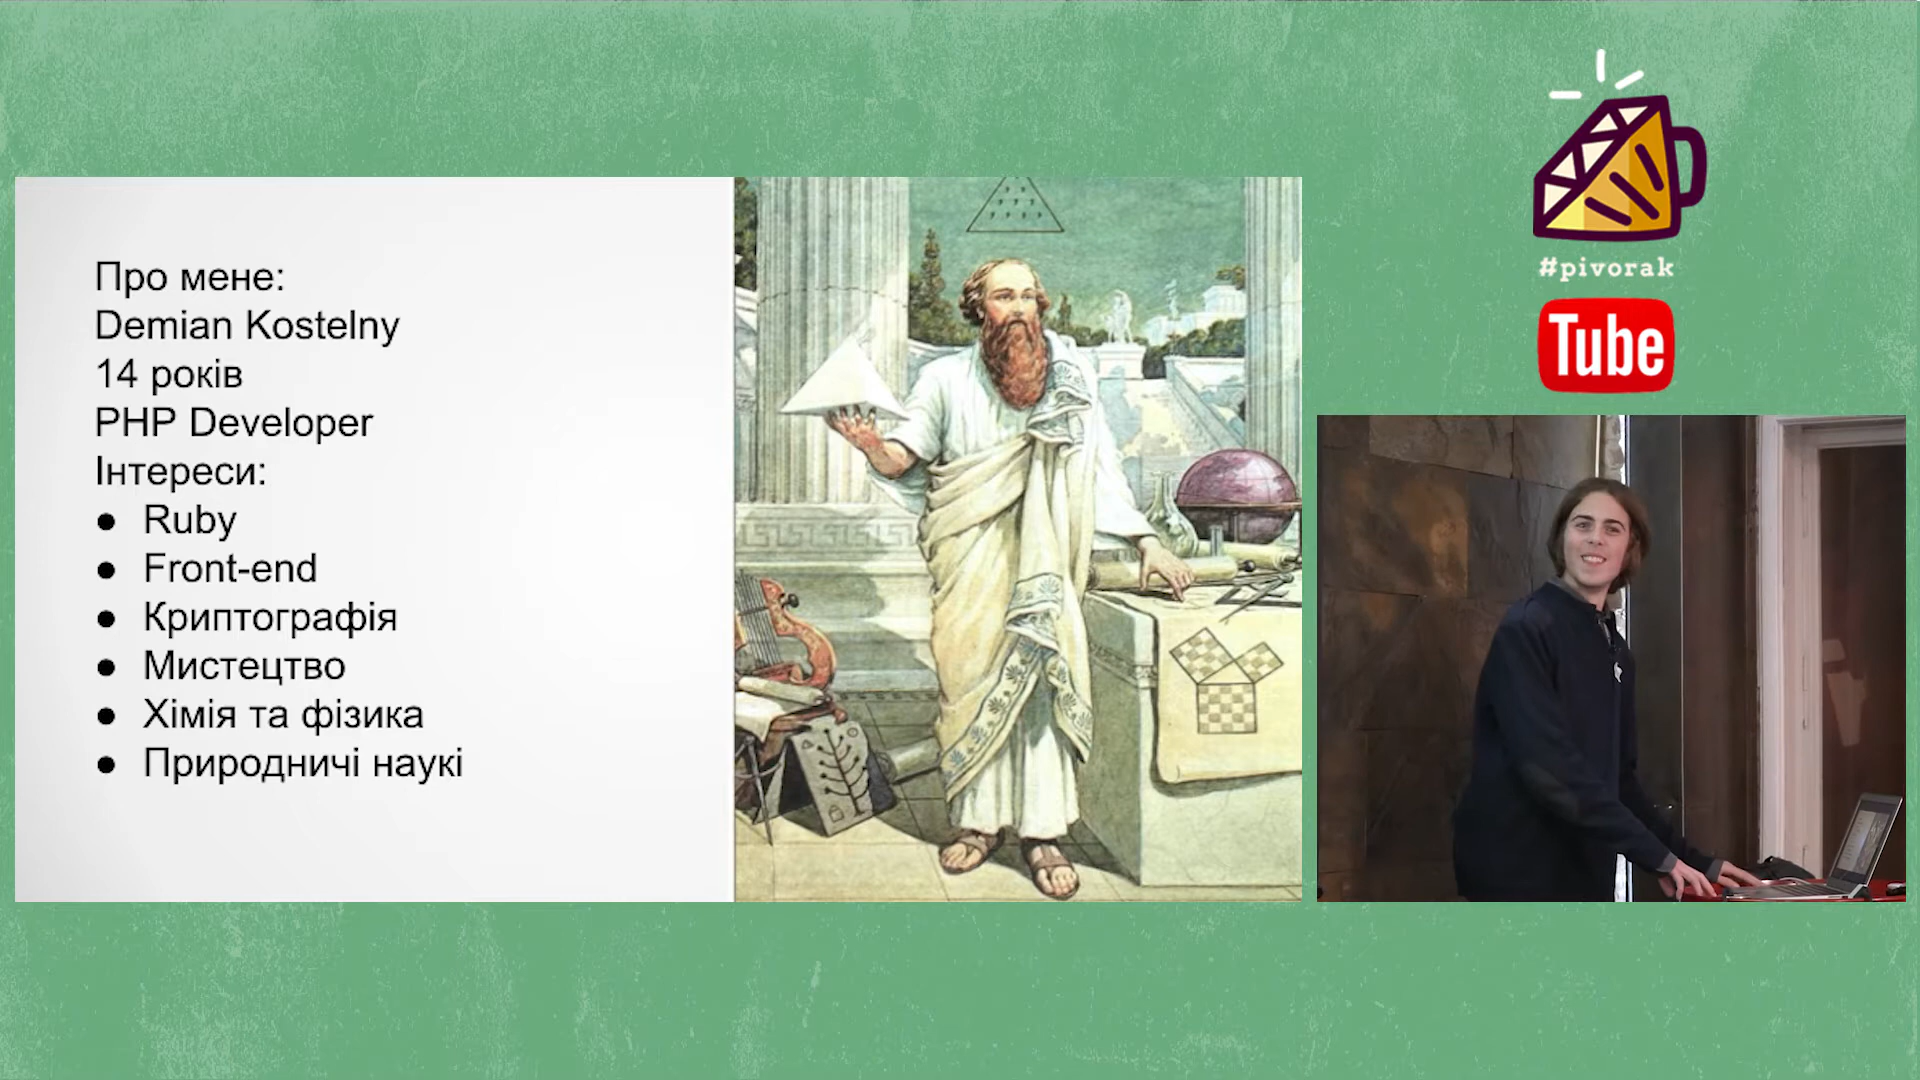 Про мене:
Demian Kostelny
14 років
PHP Developer
Інтереси:
● Ruby
● Front-end
● Криптографія
● Мистецтво
● Хімія та фізика
● Природничі наукі
#pivorak
Tube